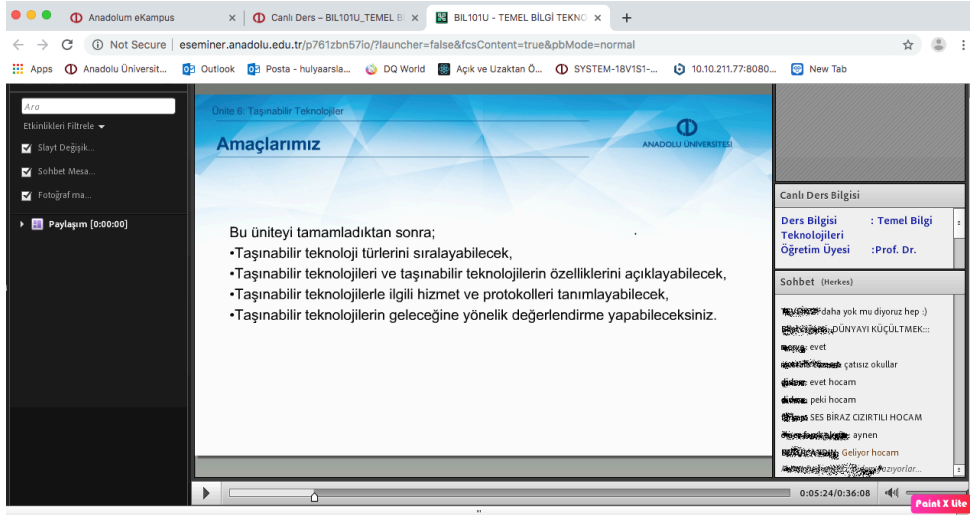 Anadolum eKampus
Canlı Ders – BIL101U_TEMEL B
BIL101U - TEMEL BİLGİ TEKNO
Not Secure | eseminer.anadolu.edu.tr/p761zbn57io/?launcher=false&fcsContent=true&pbMode=normal
Apps Anadolu Üniversit... Outlook Posta - hulyaarsla... DQ World Açık ve Uzaktan Ö... SYSTEM-18V1S1-... 10.10.211.77:8080... New Tab
Ara
Etkinlikleri Filtrele
Slayt Değişik...
Sohbet Mesa...
Fotoğraf ma...
Paylaşım [0:00:00]
Ünite 6: Taşınabilir Teknolojiler
Amaçlarımız
ANADOLU ÜNİVERSİTESİ
Bu üniteyi tamamladıktan sonra;
•Taşınabilir teknoloji türlerini sıralayabilecek,
•Taşınabilir teknolojileri ve taşınabilir teknolojilerin özelliklerini açıklayabilecek,
•Taşınabilir teknolojilerle ilgili hizmet ve protokolleri tanımlayabilecek,
•Taşınabilir teknolojilerin geleceğine yönelik değerlendirme yapabileceksiniz.
Canlı Ders Bilgisi
Ders Bilgisi : Temel Bilgi
Teknolojileri
Öğretim Üyesi :Prof. Dr.
Sohbet (Herkes)
daha yok mu diyoruz hep :)
DÜNYAYI KÜÇÜLTMEK:::
evet
çatısız okullar
evet hocam
peki hocam
SES BİRAZ CIZIRTILI HOCAM
aynen
Geliyor hocam
yazıyorlar...
0:05:24/0:36:08
Paint X Lite